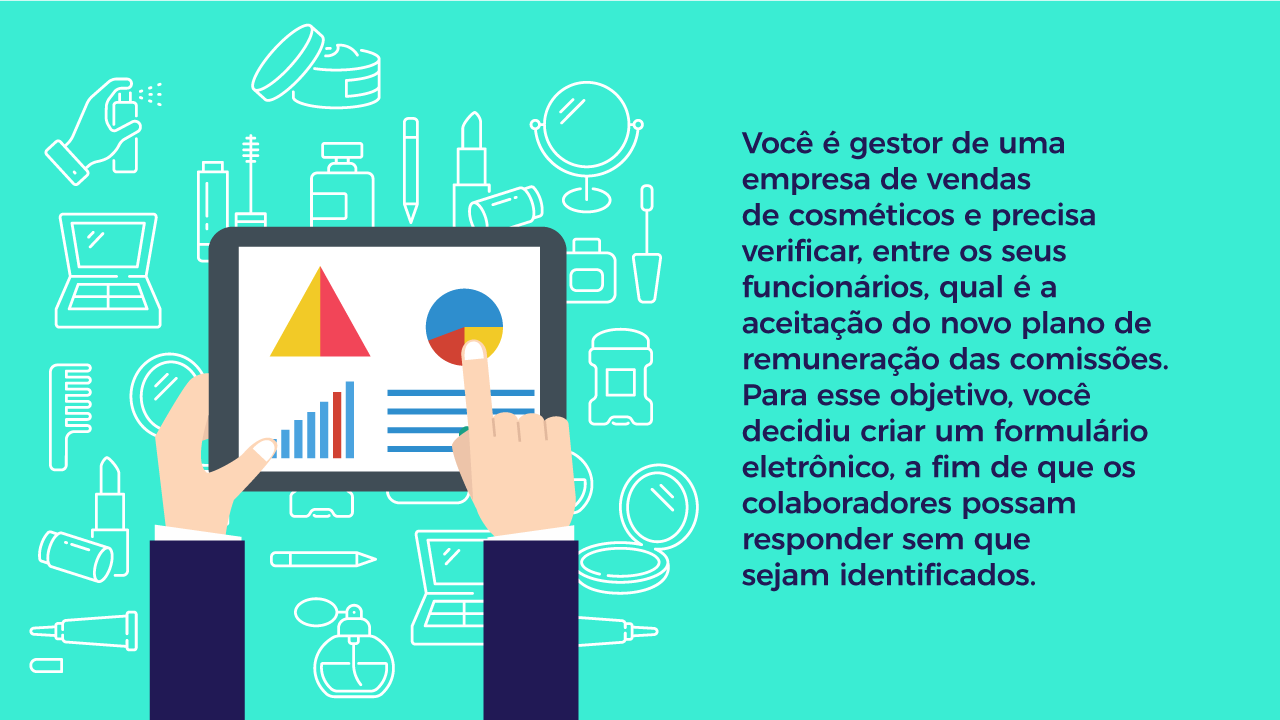 Você é gestor de uma
empresa de vendas
de cosméticos e precisa
verificar, entre os seus
funcionários, qual é a
aceitação do novo plano de
remuneração das comissões.
Para esse objetivo, você
decidiu criar um formulário
eletrônico, a fim de que os
colaboradores possam
responder sem que
sejam identificados.